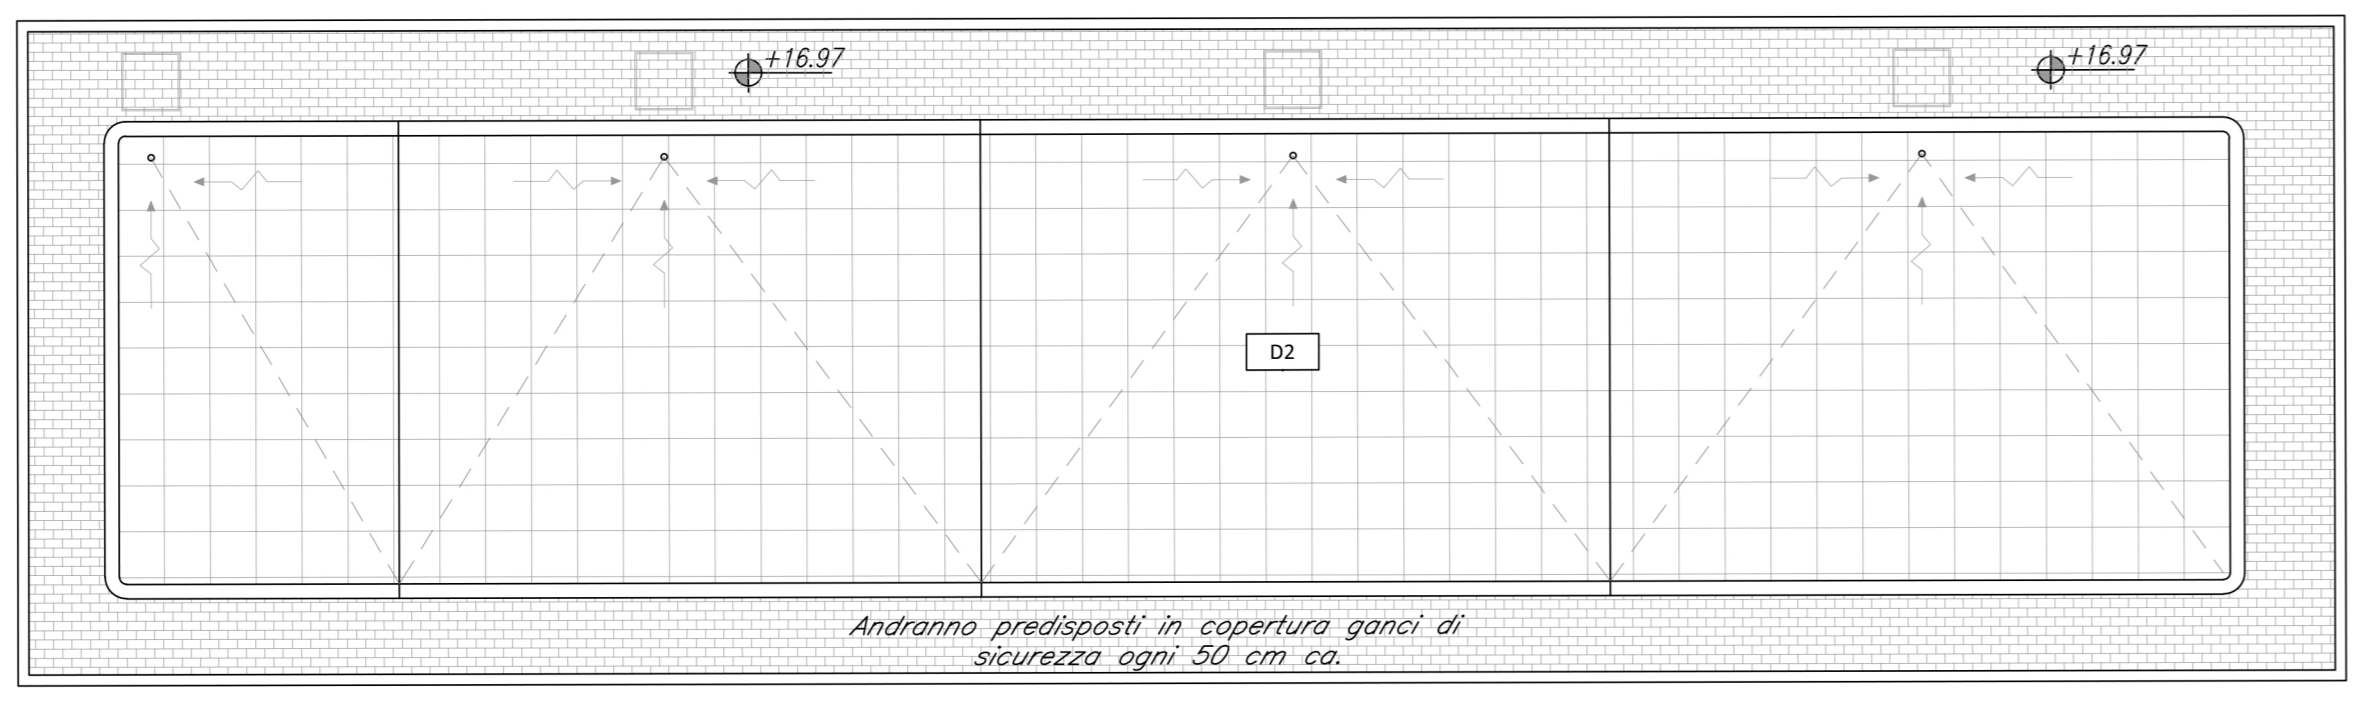 +16.97
+16.97
D2
Andranno predisposti in copertura ganci di
sicurezza ogni 50 cm ca.